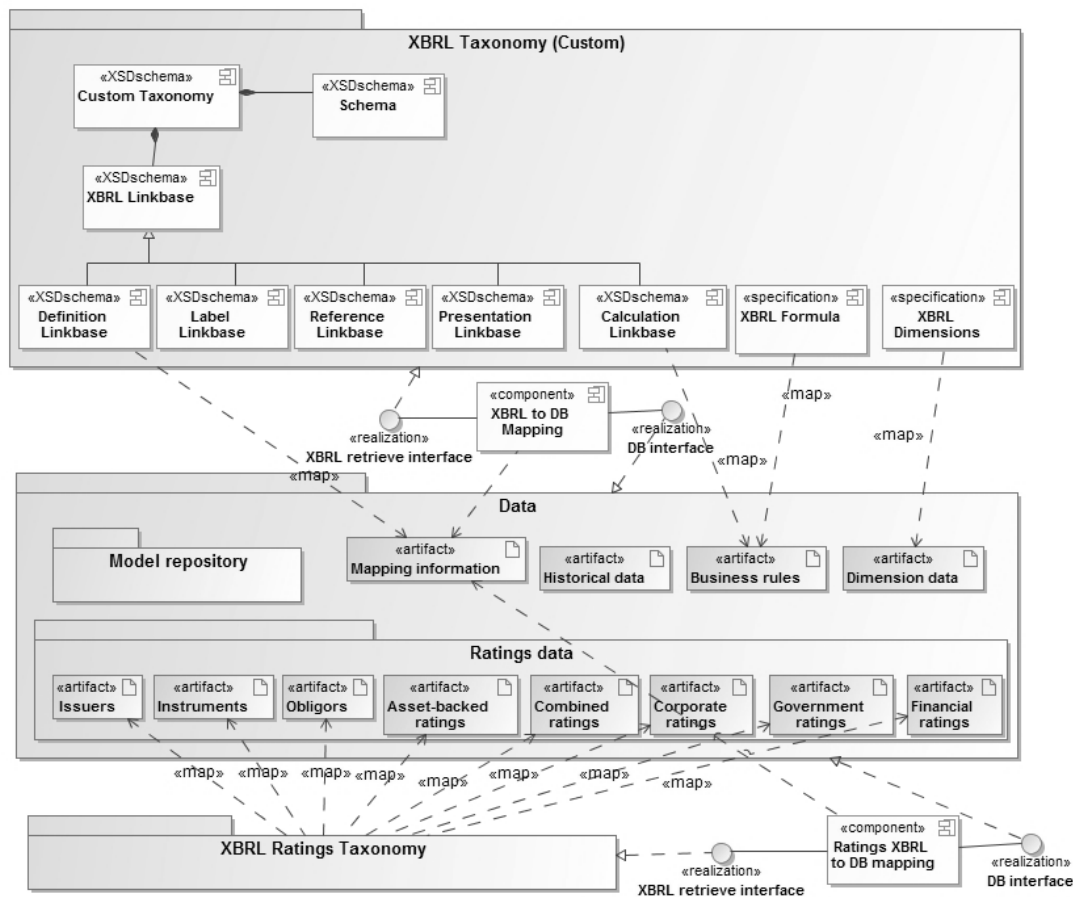 XBRL Taxonomy (Custom)
«XSDschema»
Custom Taxonomy
«XSDschema»
Schema
«XSDschema»
XBRL Linkbase
«XSDschema»
Definition
Linkbase
«XSDschema»
Label
Linkbase
«XSDschema»
Reference
Linkbase
«XSDschema»
Presentation
Linkbase
«XSDschema»
Calculation
Linkbase
«specification»
XBRL Formula
«specification»
XBRL
Dimensions
«component»
XBRL to DB
Mapping
«realization»
XBRL retrieve interface
«realization»
DB interface
«map»
«map»
«map»
«map»
Data
Model repository
«artifact»
Mapping information
«artifact»
Historical data
«artifact»
Business rules
«artifact»
Dimension data
Ratings data
«artifact»
Issuers
«artifact»
Instruments
«artifact»
Obligors
«artifact»
Asset-backed
ratings
«artifact»
Combined
ratings
«artifact»
Corporate
ratings
«artifact»
Government
ratings
«artifact»
Financial
ratings
«map»
«map»
«map»
«map»
«map»
«map»
«map»
«map»
XBRL Ratings Taxonomy
«component»
Ratings XBRL
to DB mapping
«realization»
XBRL retrieve interface
«realization»
DB interface